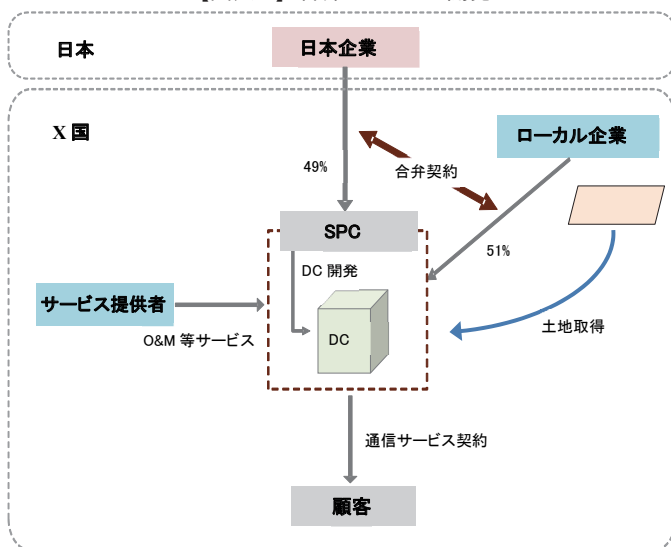 日本
日本企業
X 国
ローカル企業
49%
合弁契約
SPC
51%
DC 開発
サービス提供者
DC
土地取得
O&M 等サービス
通信サービス契約
顧客